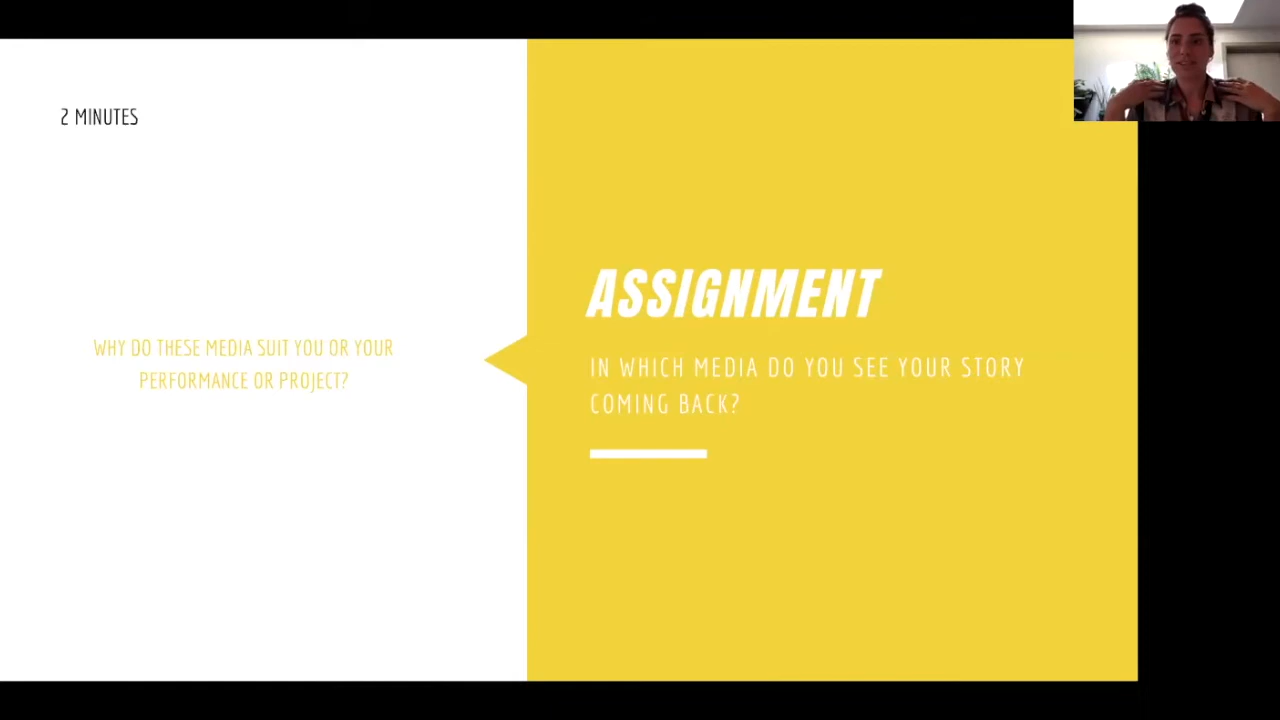 2 MINUTES
WHY DO THESE MEDIA SUIT YOU OR YOUR
PERFORMANCE OR PROJECT?
ASSIGNMENT
IN WHICH MEDIA DO YOU SEE YOUR STORY
COMING BACK?